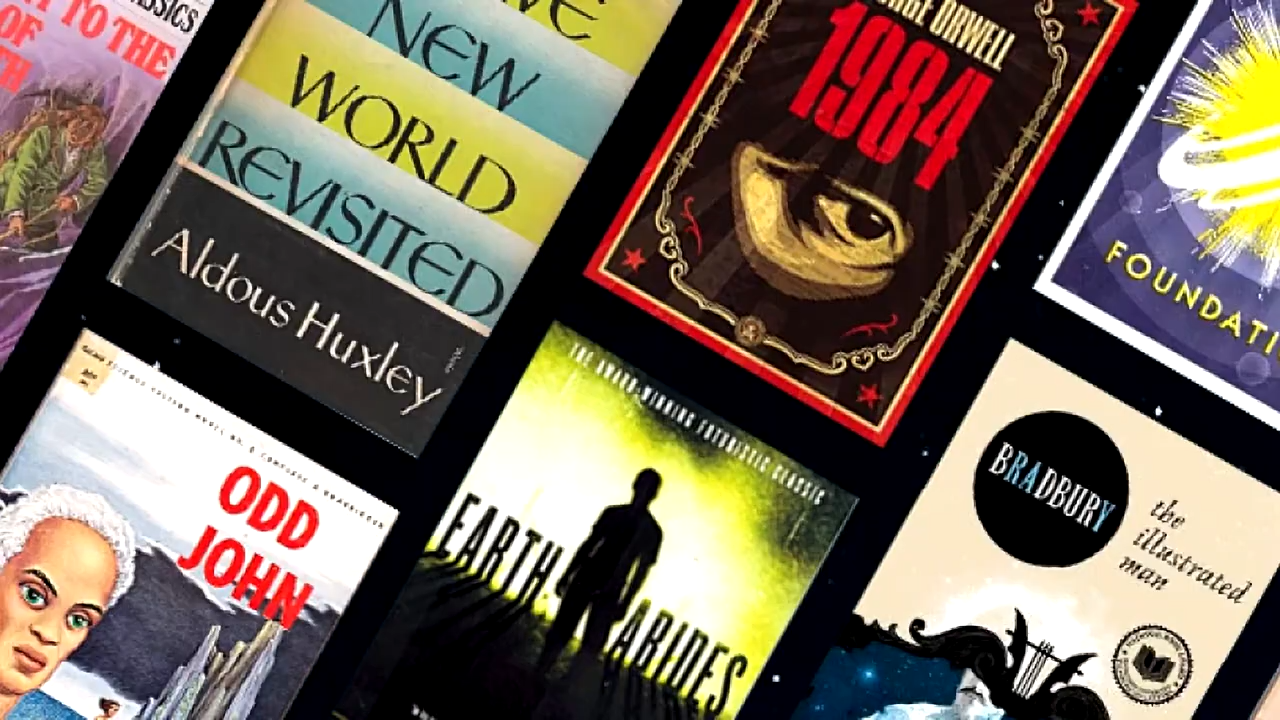 TO THE
OF
NEW
WORLD
REVISITED
Aldous Huxley
ORWELL
1984
FOUNDATI
ODD
JOHN
THE AWARD-WINNING FUTURISTIC CLASSIC
EARTH
ABIDES
BRADBURY
the
illustrated
man